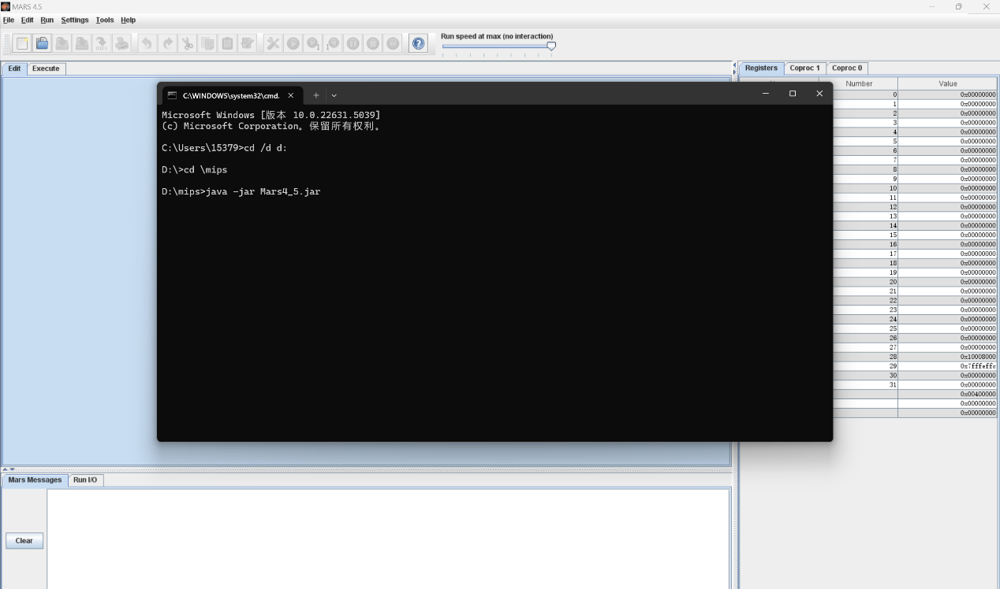 MARS 4.5
File Edit Run Settings Tools Help
Run speed at max (no interaction)
Edit Execute
Registers Coproc 1 Coproc 0
Number Value
C:\WINDOWS\system32\cmd.
Microsoft Windows [版本 10.0.22631.5039]
(c) Microsoft Corporation。保留所有权利。
C:\Users\15379>cd /d d:
D:\>cd \mips
D:\mips>java -jar Mars4_5.jar
0 0x00000000
1 0x00000000
2 0x00000000
3 0x00000000
4 0x00000000
5 0x00000000
6 0x00000000
7 0x00000000
8 0x00000000
9 0x00000000
10 0x00000000
11 0x00000000
12 0x00000000
13 0x00000000
14 0x00000000
15 0x00000000
16 0x00000000
17 0x00000000
18 0x00000000
19 0x00000000
20 0x00000000
21 0x00000000
22 0x00000000
23 0x00000000
24 0x00000000
25 0x00000000
26 0x00000000
27 0x00000000
28 0x10008000
29 0x7fffeffc
30 0x00000000
31 0x00000000
0x00400000
0x00000000
0x00000000
Mars Messages Run I/O
Clear